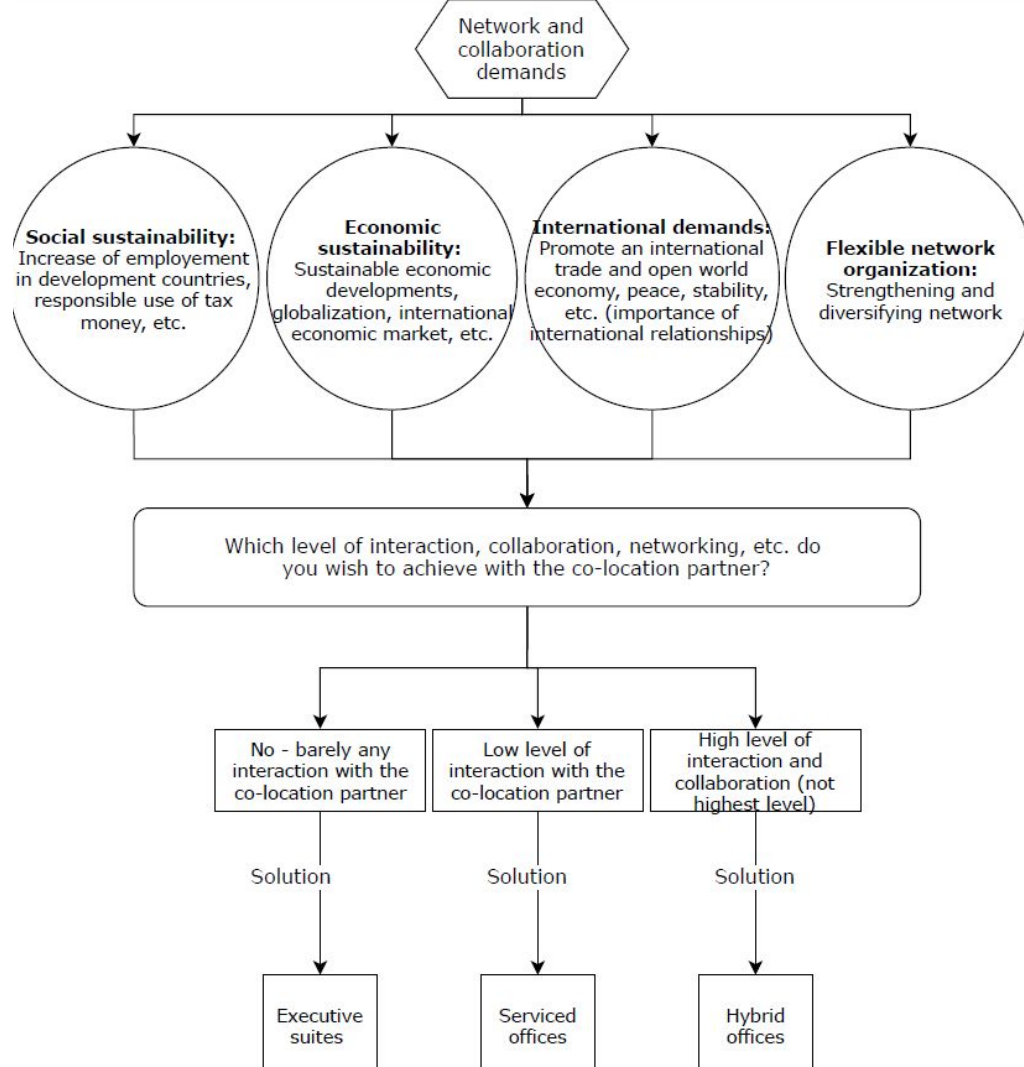 Network and
collaboration
demands
Social sustainability:
Increase of employement
in development countries,
responsible use of tax
money, etc.
Economic
sustainability:
Sustainable economic
developments,
globalization, international
economic market, etc.
International demands:
Promote an international
trade and open world
economy, peace, stability,
etc. (importance of
international relationships)
Flexible network
organization:
Strengthening and
diversifying network
Which level of interaction, collaboration, networking, etc. do
you wish to achieve with the co-location partner?
No - barely any
interaction with the
co-location partner
Low level of
interaction with the
co-location partner
High level of
interaction and
collaboration (not
highest level)
Solution
Solution
Solution
Executive
suites
Serviced
offices
Hybrid
offices